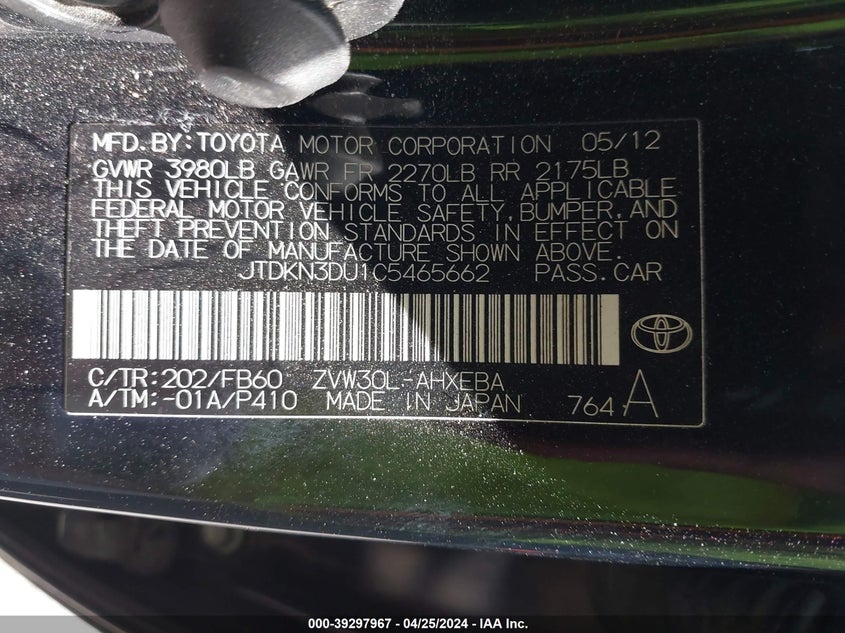 MFD.BY:TOYOTA MOTOR CORPORATION 05/12
GVWR 3980LB GAWR FR 2270LB RR 2175LB
THIS VEHICLE CONFORMS TO ALL APPLICABLE
FEDERAL MOTOR VEHICLE SAFETY,BUMPER,AND
THEFT PREVENTION STANDARDS IN EFFECT ON
THE DATE OF MANUFACTURE SHOWN ABOVE.
JTDKN3DU1C5465662 PASS.CAR
C/TR:202/FB60 ZVW30L-AHXEBA
A/TM:-01A/P410 MADE IN JAPAN 764 A
000-39297967 - 04/25/2024 - IAAI Inc.